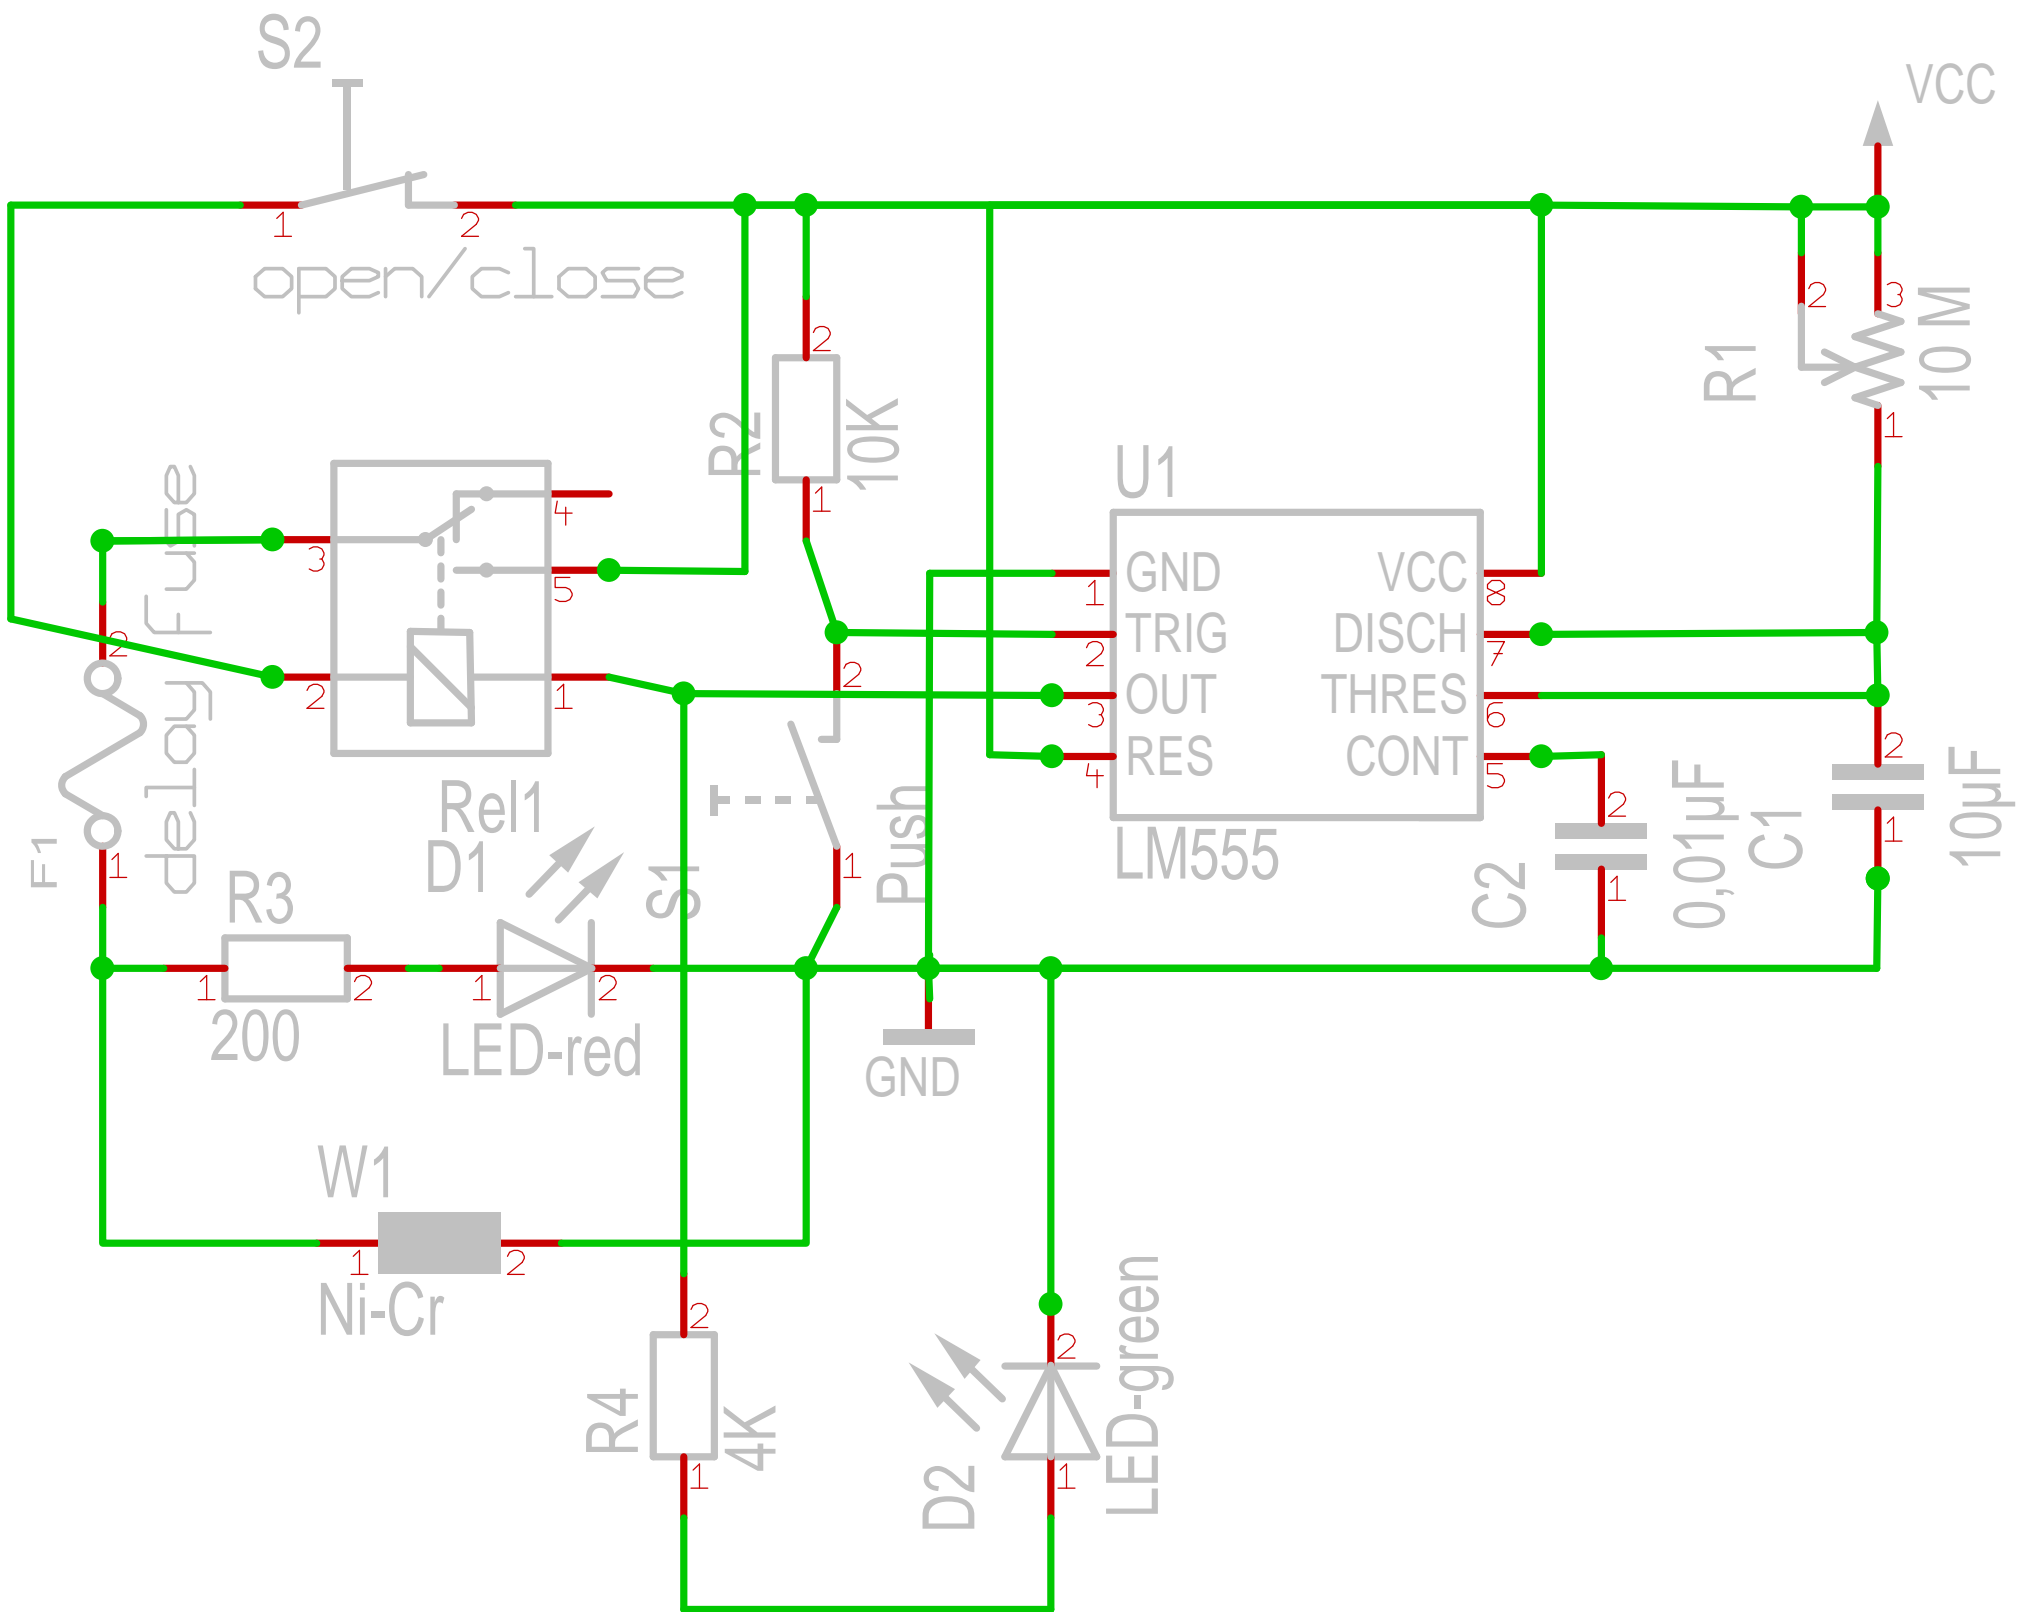 S2
VCC
1
2
open/close
2
3
R1
10 M
1
2
R2
10K
1
U1
4
3
5
2
delay fuse
2
1
Rel1
GND
TRIG
OUT
RES
VCC
DISCH
THRES
CONT
1
2
3
4
8
7
6
5
LM555
2
Push
S1
1
F1
1
D1
R3
1
2
200
1
2
LED-red
GND
2
C2
0,01µF
1
2
C1
10µF
1
W1
1
2
Ni-Cr
2
R4
4K
1
2
D2
LED-green
1